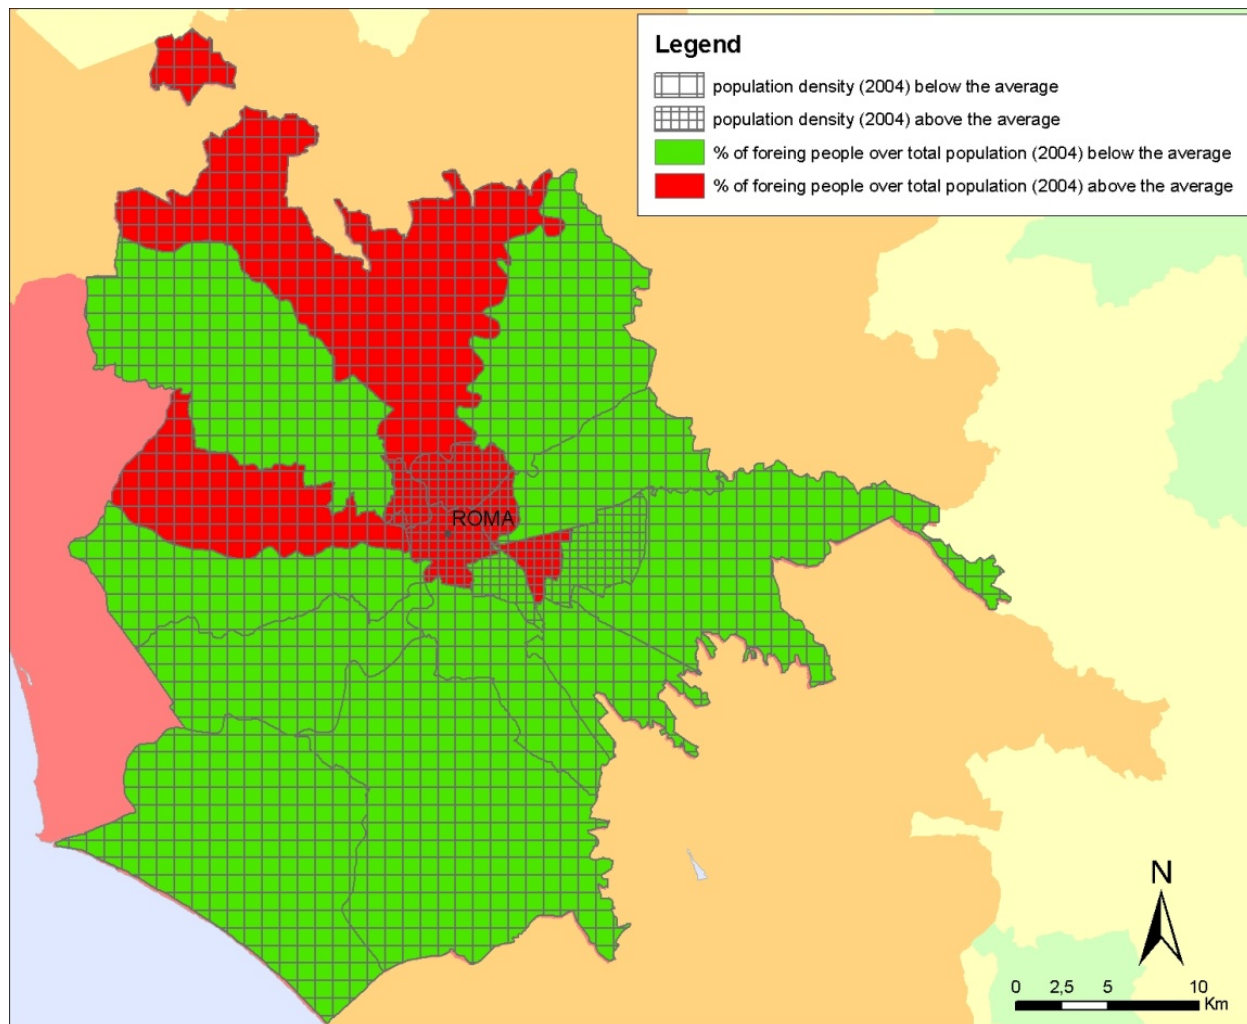 Legend
population density (2004) below the average
population density (2004) above the average
% of foreing people over total population (2004) below the average
% of foreing people over total population (2004) above the average
ROMA
N
0 2,5 5 10
Km